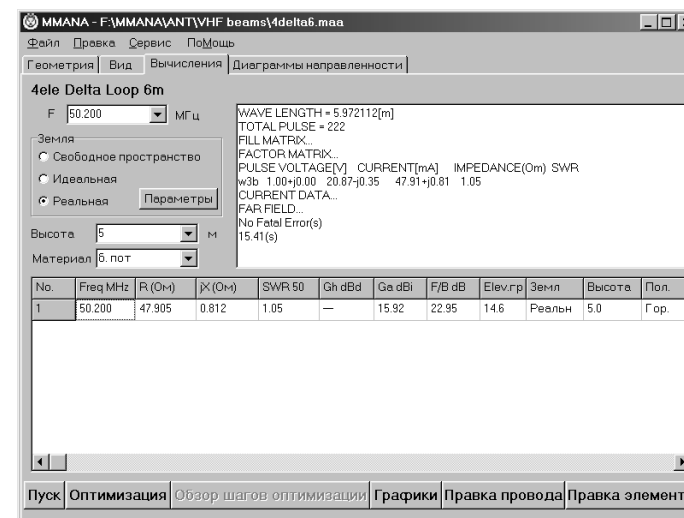 MMANA - F:\MMANA\ANT\VHF beams\4delta6.maa
Файл Правка Сервис ПоМощь
Геометрия Вид Вычисления Диаграммы направленности
4ele Delta Loop 6m
F 50.200 МГц
Земля
Свободное пространство
Идеальная
Реальная Параметры
Высота 5 м
Материал б. пот
WAVE LENGTH = 5.972112[m]
TOTAL PULSE = 222
FILL MATRIX...
FACTOR MATRIX...
PULSE VOLTAGE[V] CURRENT[mA] IMPEDANCE(Om) SWR
w3b 1.00+j0.00 20.87-j0.35 47.91+j0.81 1.05
CURRENT DATA...
FAR FIELD...
No Fatal Error(s)
15.41(s)
No. Freq MHz R (Ом) jX (Ом) SWR 50 Gh dBd Ga dBi F/B dB Elev.гр Земл Высота Пол.
1 50.200 47.905 0.812 1.05 — 15.92 22.95 14.6 Реальн 5.0 Гор.
Пуск Оптимизация Обзор шагов оптимизации Графики Правка провода Правка элемент